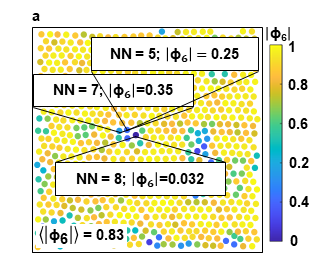 a
|ϕ₆|
NN = 5; |ϕ₆| = 0.25
NN = 7; |ϕ₆|=0.35
NN = 8; |ϕ₆|=0.032
⟨|ϕ₆|⟩ = 0.83
1
0.8
0.6
0.2
0.4
0